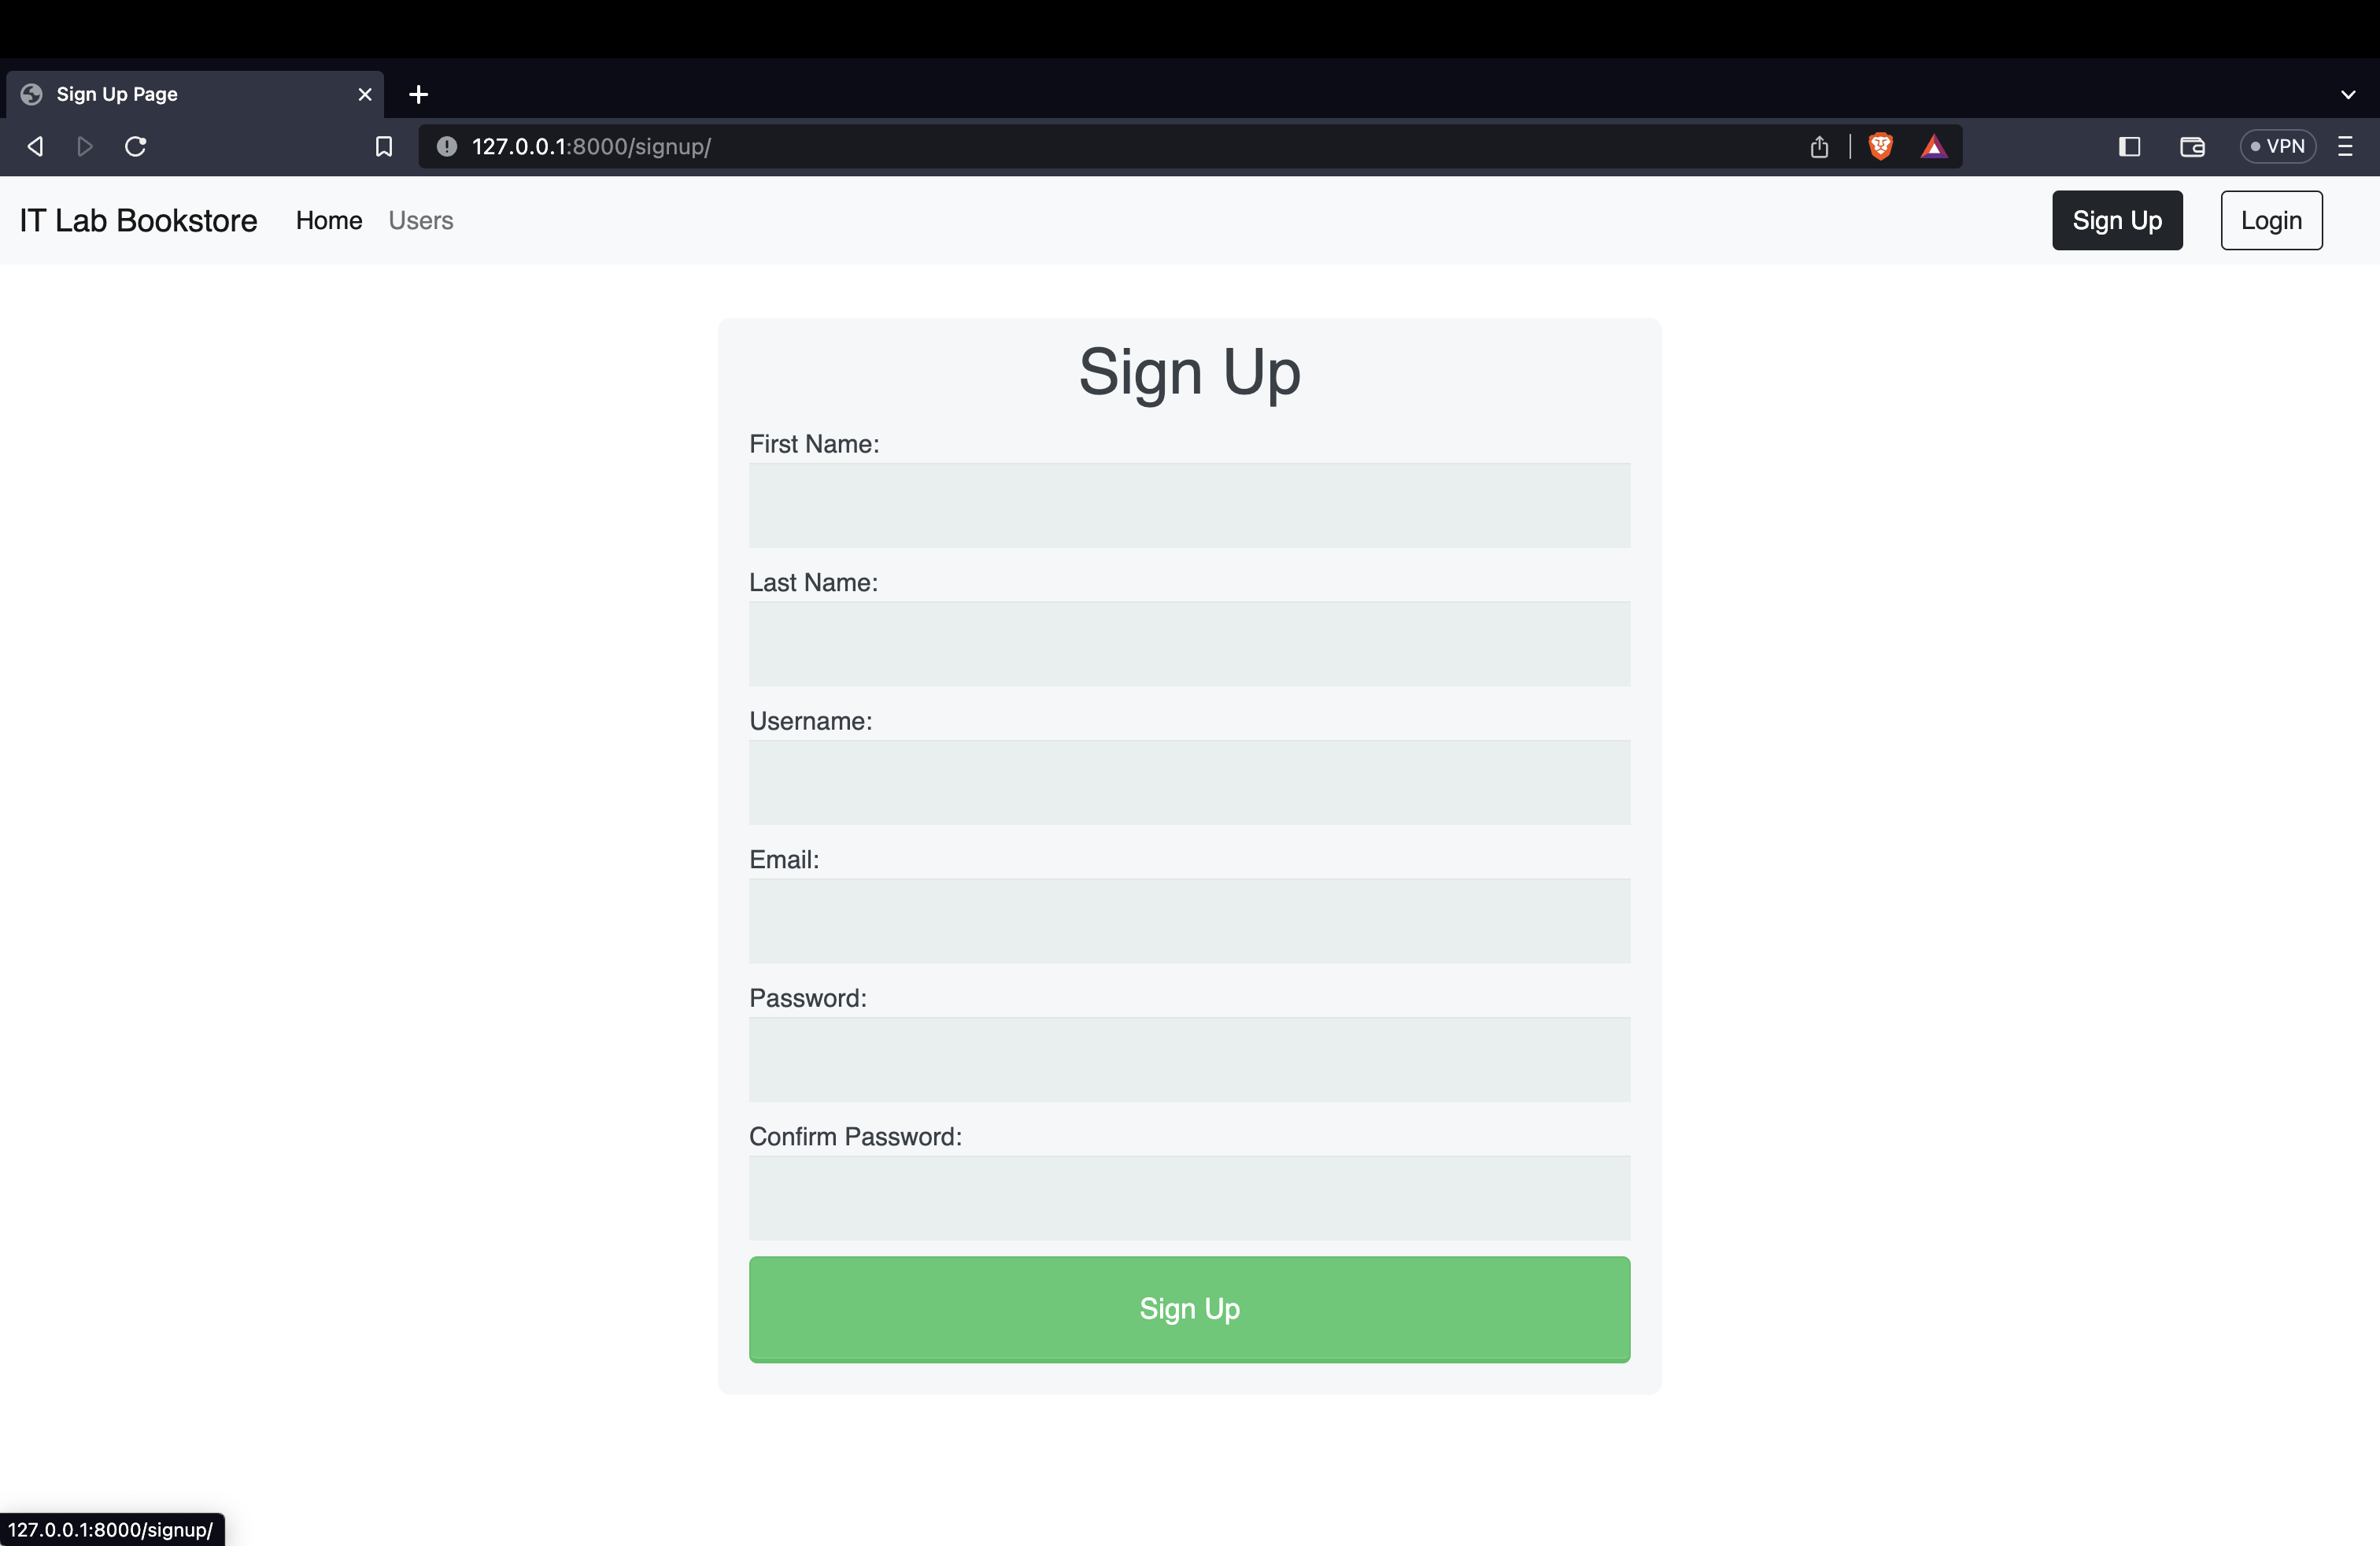 Sign Up Page
127.0.0.1:8000/signup/
VPN
IT Lab Bookstore Home Users Sign Up Login
Sign Up
First Name:
Last Name:
Username:
Email:
Password:
Confirm Password:
Sign Up
127.0.0.1:8000/signup/